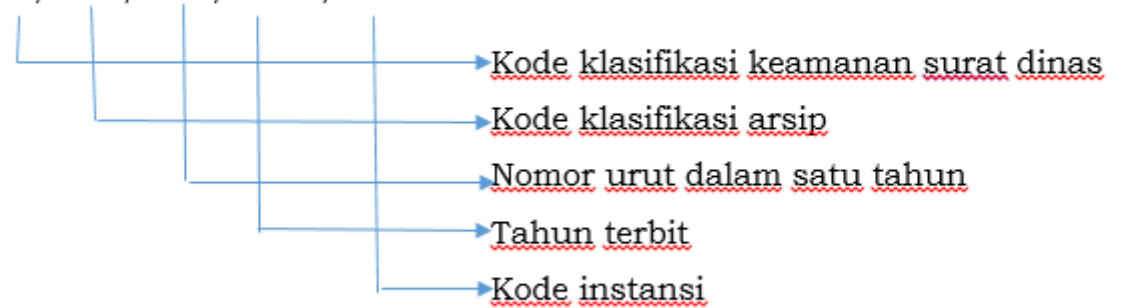 Kode klasifikasi keamanan surat dinas
Kode klasifikasi arsip
Nomor urut dalam satu tahun
Tahun terbit
Kode instansi